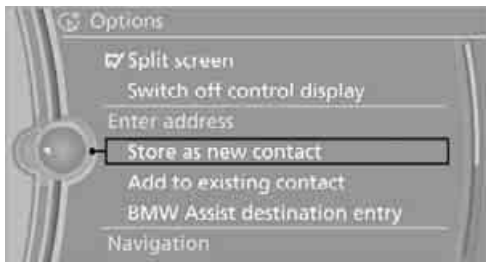 Options
Split screen
Switch off control display
Enter address
Store as new contact
Add to existing contact
BMW Assist destination entry
Navigation